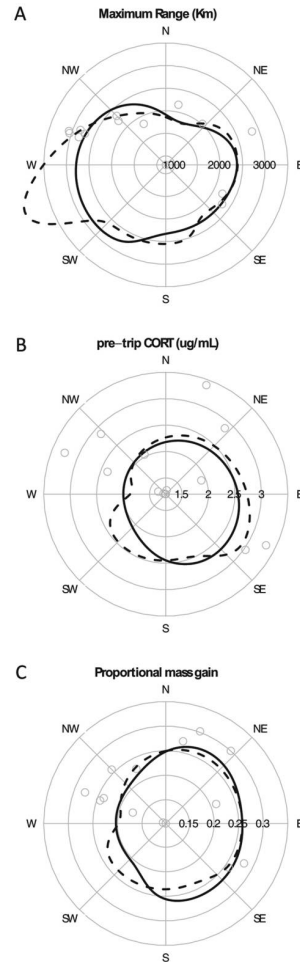 A
Maximum Range (Km)
N
NW
NE
W
1000 2000 3000
E
SW
SE
S
B
pre−trip CORT (ug/mL)
N
NW
NE
W
1.5 2 2.5 3
E
SW
SE
S
C
Proportional mass gain
N
NW
NE
W
0.15 0.2 0.25 0.3
E
SW
SE
S